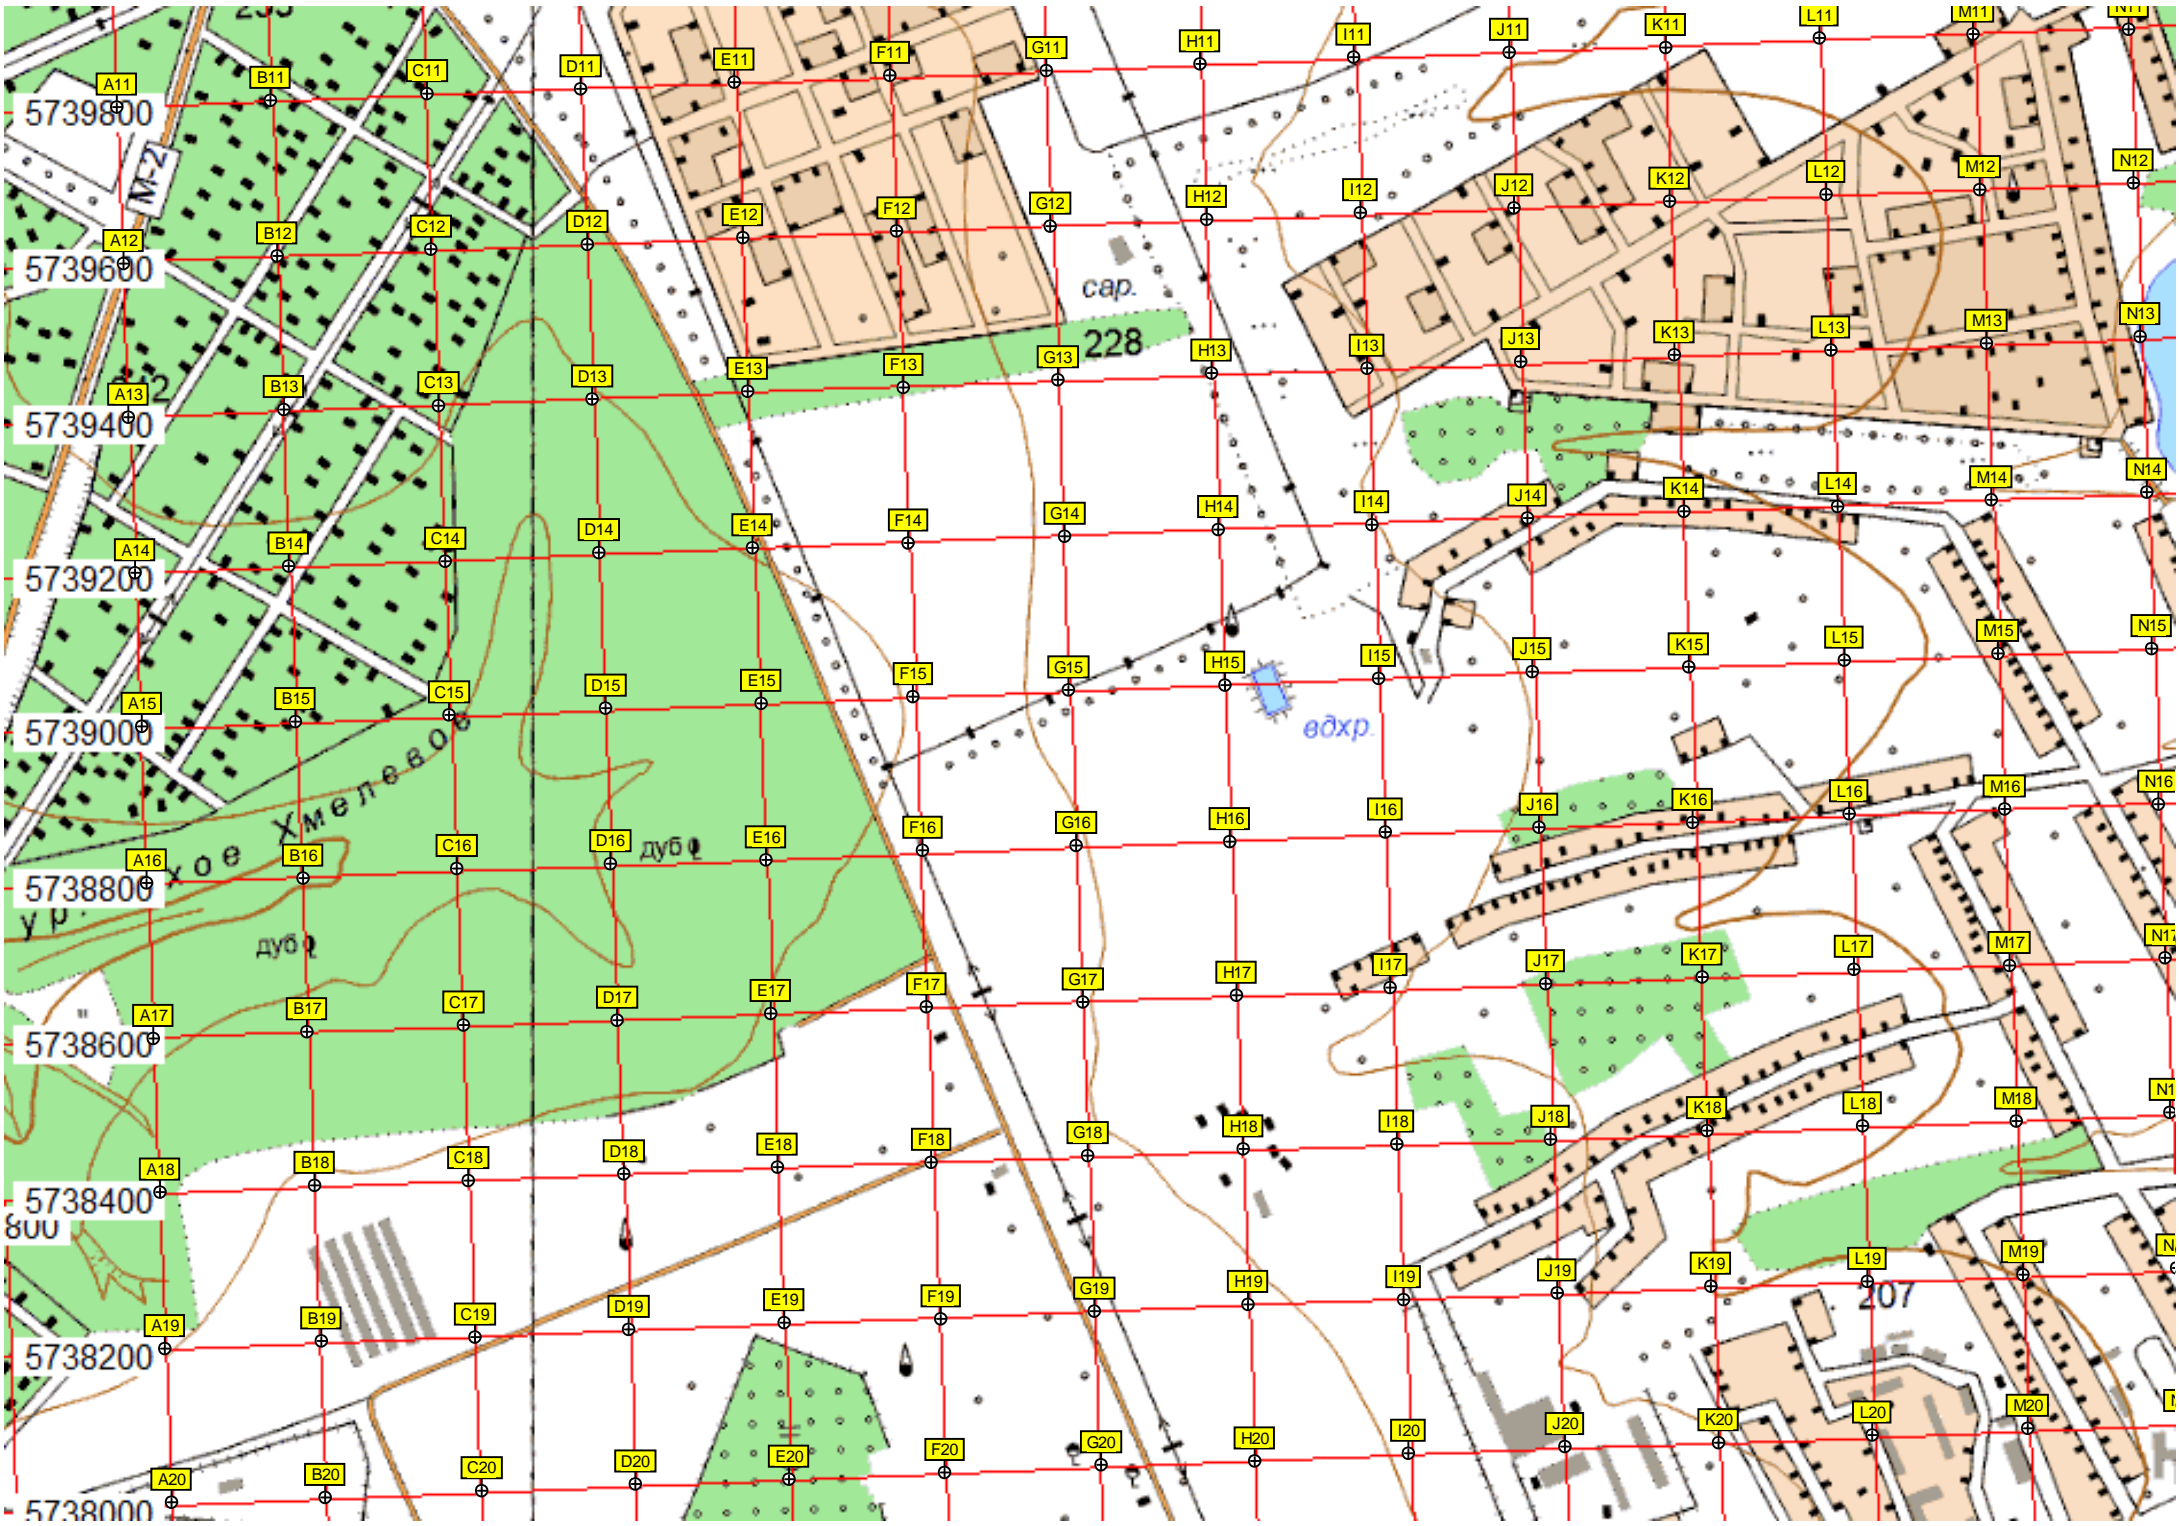 233
L11 M11 N11
A11 B11 C11 D11 E11 F11 G11 H11 I11 J11 K11
5739800
М-2
A12 B12 C12 D12 E12 F12 G12 H12 I12 J12 K12 L12 M12 N12
5739600
сар.
228
A13 B13 C13 D13 E13 F13 G13 H13 I13 J13 K13 L13 M13 N13
5739400
A14 B14 C14 D14 E14 F14 G14 H14 I14 J14 K14 L14 M14 N14
5739200
A15 B15 C15 D15 E15 F15 G15 H15 I15 J15 K15 L15 M15 N15
5739000
вдхр.
ур. Хмелевое
хое
A16 B16 C16 D16 E16 F16 G16 H16 I16 J16 K16 L16 M16 N16
дуб
5738800
дуб
A17 B17 C17 D17 E17 F17 G17 H17 I17 J17 K17 L17 M17 N17
5738600
A18 B18 C18 D18 E18 F18 G18 H18 I18 J18 K18 L18 M18
5738400
800
A19 B19 C19 D19 E19 F19 G19 H19 I19 J19 K19 L19 M19
207
5738200
A20 B20 C20 D20 E20 F20 G20 H20 I20 J20 K20 L20 M20
5738000